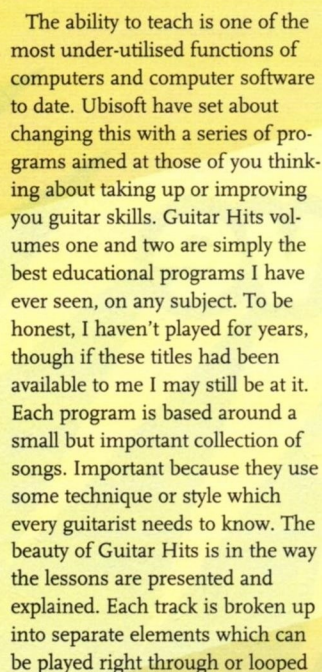 The ability to teach is one of the
most under-utilised functions of
computers and computer software
to date. Ubisoft have set about
changing this with a series of pro-
grams aimed at those of you think-
ing about taking up or improving
you guitar skills. Guitar Hits vol-
umes one and two are simply the
best educational programs I have
ever seen, on any subject. To be
honest, I haven't played for years,
though if these titles had been
available to me I may still be at it.
Each program is based around a
small but important collection of
songs. Important because they use
some technique or style which
every guitarist needs to know. The
beauty of Guitar Hits is in the way
the lessons are presented and
explained. Each track is broken up
into separate elements which can
be played right through or looped